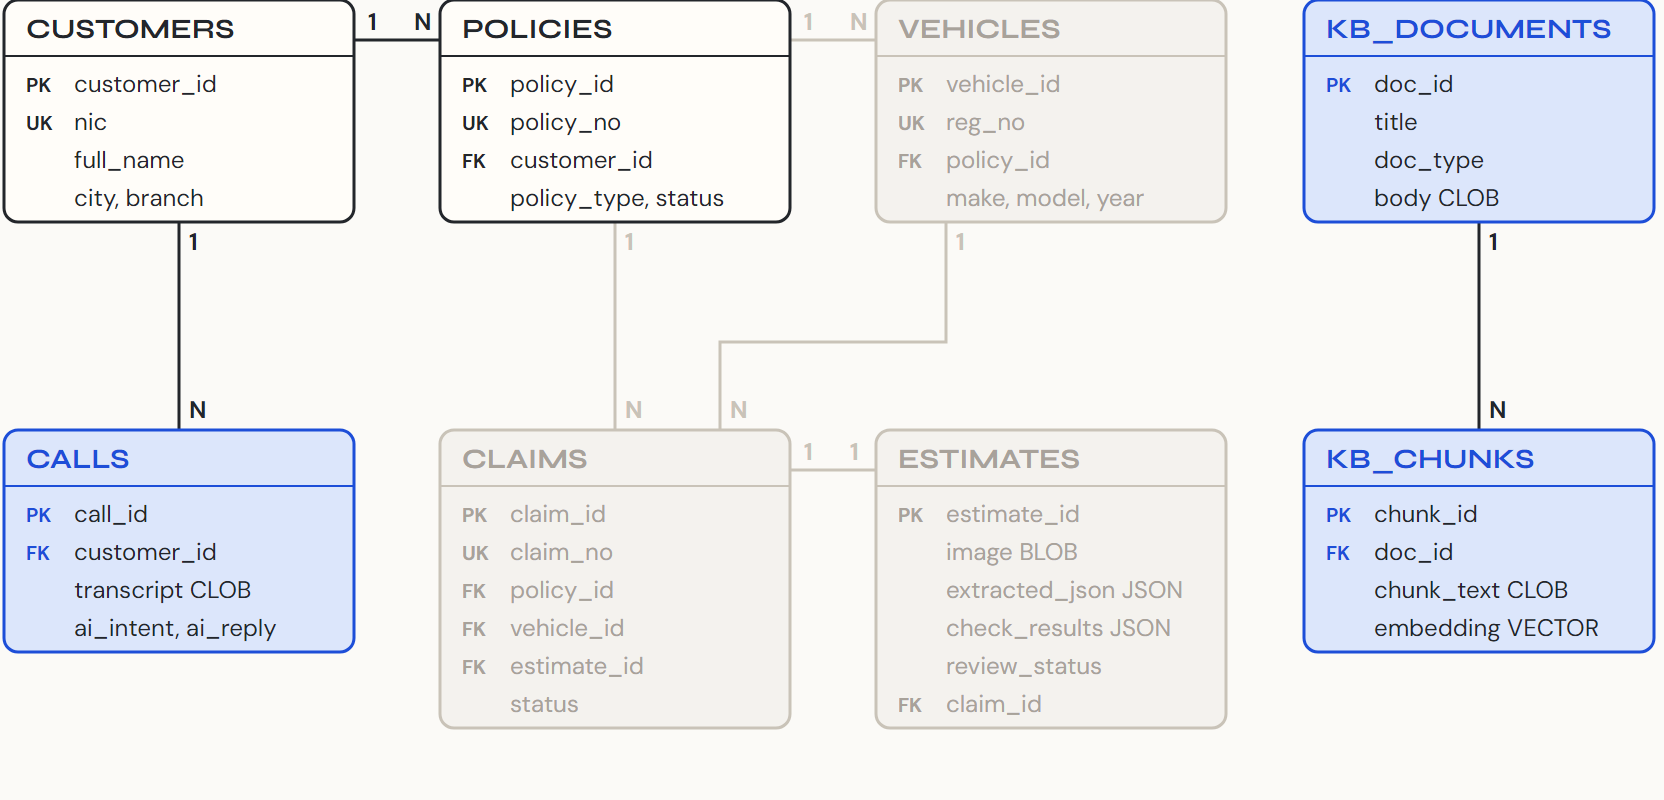 CUSTOMERS
PK customer_id
UK nic
full_name
city, branch
1 N
POLICIES
PK policy_id
UK policy_no
FK customer_id
policy_type, status
1 N
VEHICLES
PK vehicle_id
UK reg_no
FK policy_id
make, model, year
KB_DOCUMENTS
PK doc_id
title
doc_type
body CLOB
1
N
1
N
1
N
1
N
CALLS
PK call_id
FK customer_id
transcript CLOB
ai_intent, ai_reply
CLAIMS
PK claim_id
UK claim_no
FK policy_id
FK vehicle_id
FK estimate_id
status
1 1
ESTIMATES
PK estimate_id
image BLOB
extracted_json JSON
check_results JSON
review_status
FK claim_id
KB_CHUNKS
PK chunk_id
FK doc_id
chunk_text CLOB
embedding VECTOR